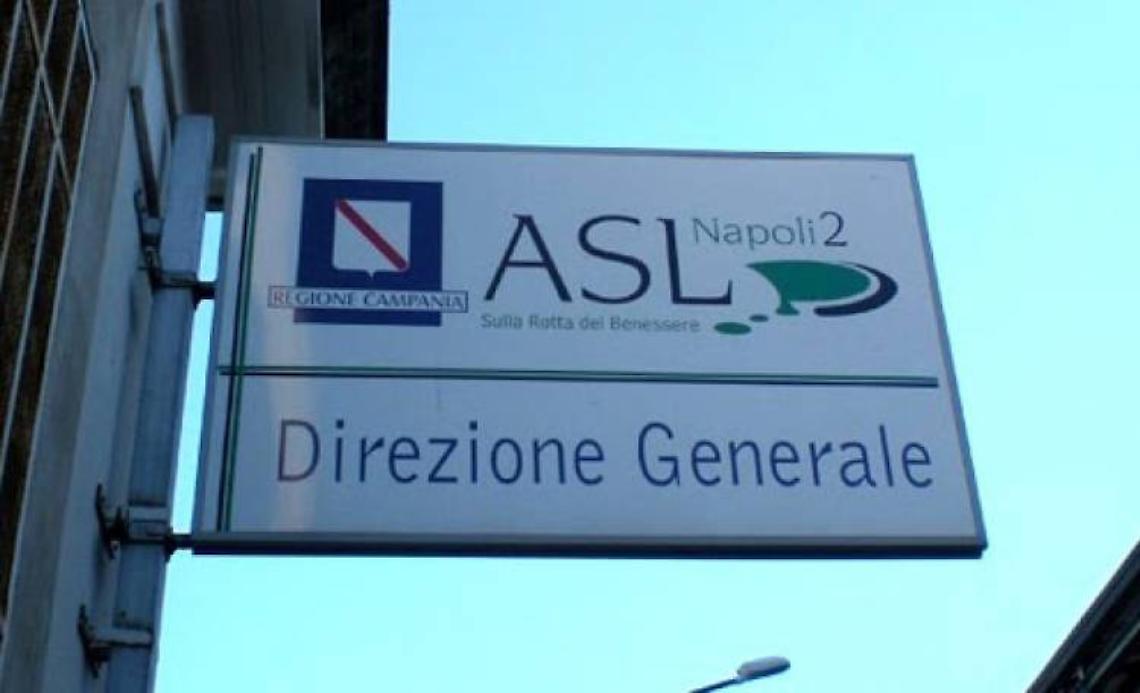 REGIONE CAMPANIA
ASL Napoli2
Sulla Rotta del Benessere
Direzione Generale